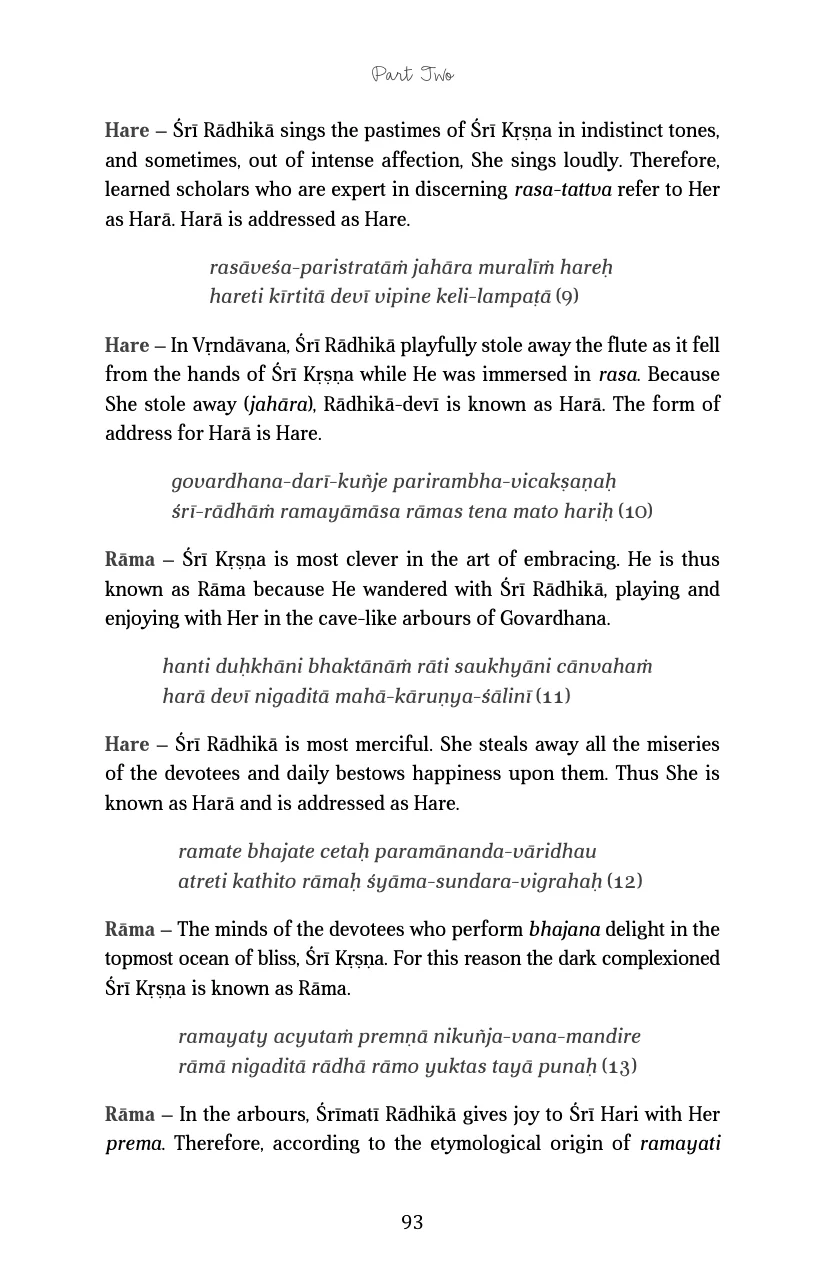 Part Two
Hare – Śrī Rādhikā sings the pastimes of Śrī Kṛṣṇa in indistinct tones,
and sometimes, out of intense affection, She sings loudly. Therefore,
learned scholars who are expert in discerning rasa-tattva refer to Her
as Harā. Harā is addressed as Hare.
rasāveśa-paristratāṁ jahāra muralīṁ hareḥ
hareti kīrtitā devī vipine keli-lampaṭā (9)
Hare – In Vṛndāvana, Śrī Rādhikā playfully stole away the flute as it fell
from the hands of Śrī Kṛṣṇa while He was immersed in rasa. Because
She stole away (jahāra), Rādhikā-devī is known as Harā. The form of
address for Harā is Hare.
govardhana-darī-kuñje parirambha-vicakṣaṇaḥ
śrī-rādhāṁ ramayāmāsa rāmas tena mato hariḥ (10)
Rāma – Śrī Kṛṣṇa is most clever in the art of embracing. He is thus
known as Rāma because He wandered with Śrī Rādhikā, playing and
enjoying with Her in the cave-like arbours of Govardhana.
hanti duḥkhāni bhaktānāṁ rāti saukhyāni cānvahaṁ
harā devī nigaditā mahā-kāruṇya-śālinī (11)
Hare – Śrī Rādhikā is most merciful. She steals away all the miseries
of the devotees and daily bestows happiness upon them. Thus She is
known as Harā and is addressed as Hare.
ramate bhajate cetaḥ paramānanda-vāridhau
atreti kathito rāmaḥ śyāma-sundara-vigrahaḥ (12)
Rāma – The minds of the devotees who perform bhajana delight in the
topmost ocean of bliss, Śrī Kṛṣṇa. For this reason the dark complexioned
Śrī Kṛṣṇa is known as Rāma.
ramayaty acyutaṁ premṇā nikuñja-vana-mandire
rāmā nigaditā rādhā rāmo yuktas tayā punaḥ (13)
Rāma – In the arbours, Śrīmatī Rādhikā gives joy to Śrī Hari with Her
prema. Therefore, according to the etymological origin of ramayati
93